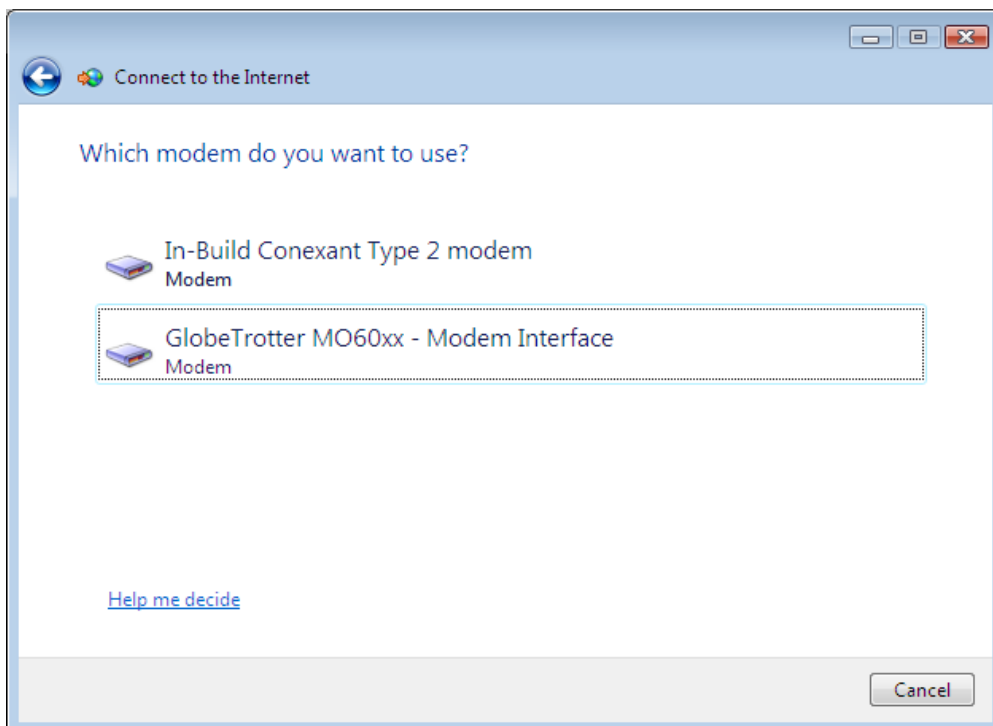 Connect to the Internet
Which modem do you want to use?
In-Build Conexant Type 2 modem
Modem
GlobeTrotter MO60xx - Modem Interface
Modem
Help me decide
Cancel